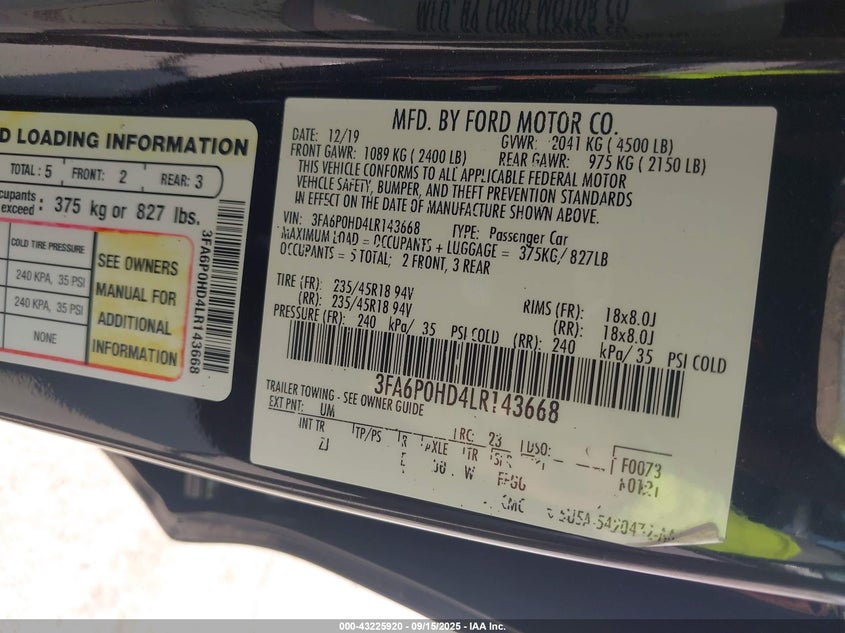 D LOADING INFORMATION
TOTAL: 5 FRONT: 2 REAR: 3
cupants
exceed : 375 kg or 827 lbs.
COLD TIRE PRESSURE
240 KPA, 35 PSI
240 KPA, 35 PSI
NONE
SEE OWNERS
MANUAL FOR
ADDITIONAL
INFORMATION
3FA6P0HD4LR143668
MFD. BY FORD MOTOR CO.
DATE: 12/19 GVWR: 2041 KG ( 4500 LB)
FRONT GAWR: 1089 KG ( 2400 LB) REAR GAWR: 975 KG ( 2150 LB)
THIS VEHICLE CONFORMS TO ALL APPLICABLE FEDERAL MOTOR
VEHICLE SAFETY, BUMPER, AND THEFT PREVENTION STANDARDS
IN EFFECT ON THE DATE OF MANUFACTURE SHOWN ABOVE.
VIN: 3FA6P0HD4LR143668 TYPE: Passenger Car
MAXIMUM LOAD = OCCUPANTS + LUGGAGE = 375KG/ 827LB
OCCUPANTS = 5 TOTAL; 2 FRONT, 3 REAR
TIRE (FR): 235/45R18 94V RIMS (FR): 18x8.0J
(RR): 235/45R18 94V (RR): 18x8.0J
PRESSURE (FR): 240 kPa/ 35 PSI COLD (RR): 240 kPa/ 35 PSI COLD
3FA6P0HD4LR143668
TRAILER TOWING - SEE OWNER GUIDE
EXT PNT: UM RC: 23 DSO: F0073
INT TR TP/PS R AXLE TR
ZJ W
000-43225920 - 09/15/2025 - IAA Inc.